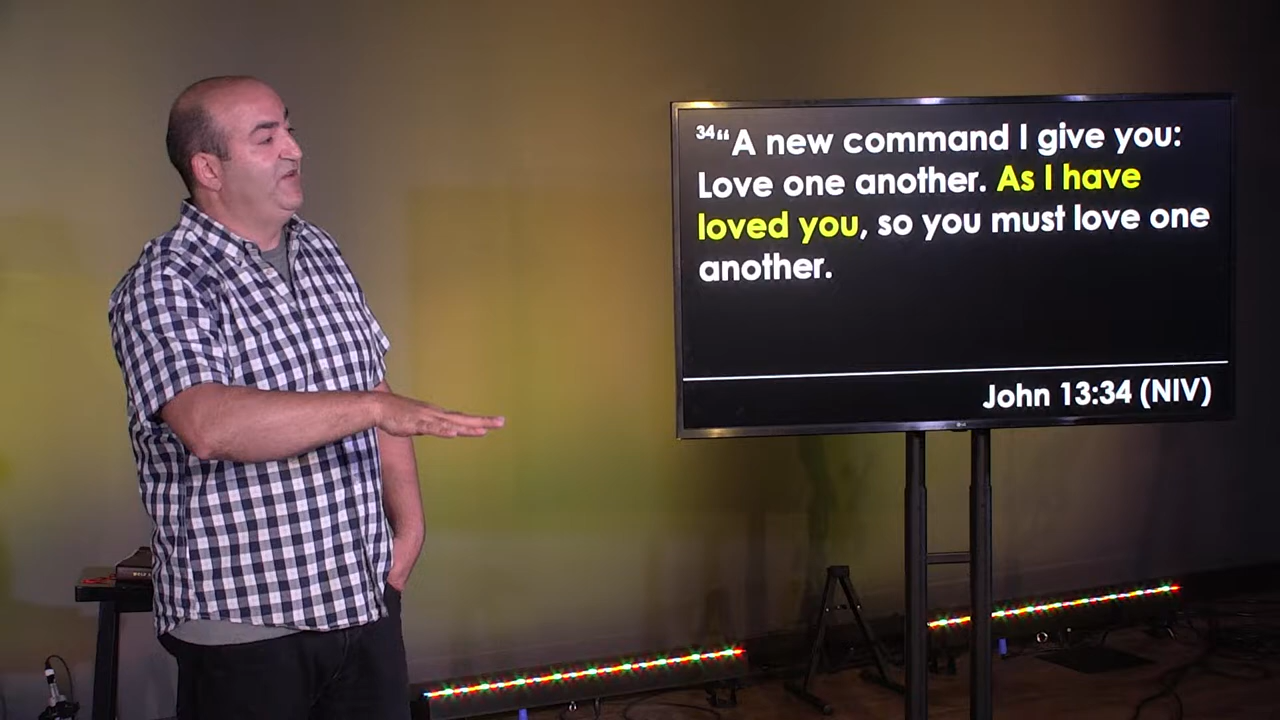 ³⁴“A new command I give you:
Love one another. As I have
loved you, so you must love one
another.
John 13:34 (NIV)